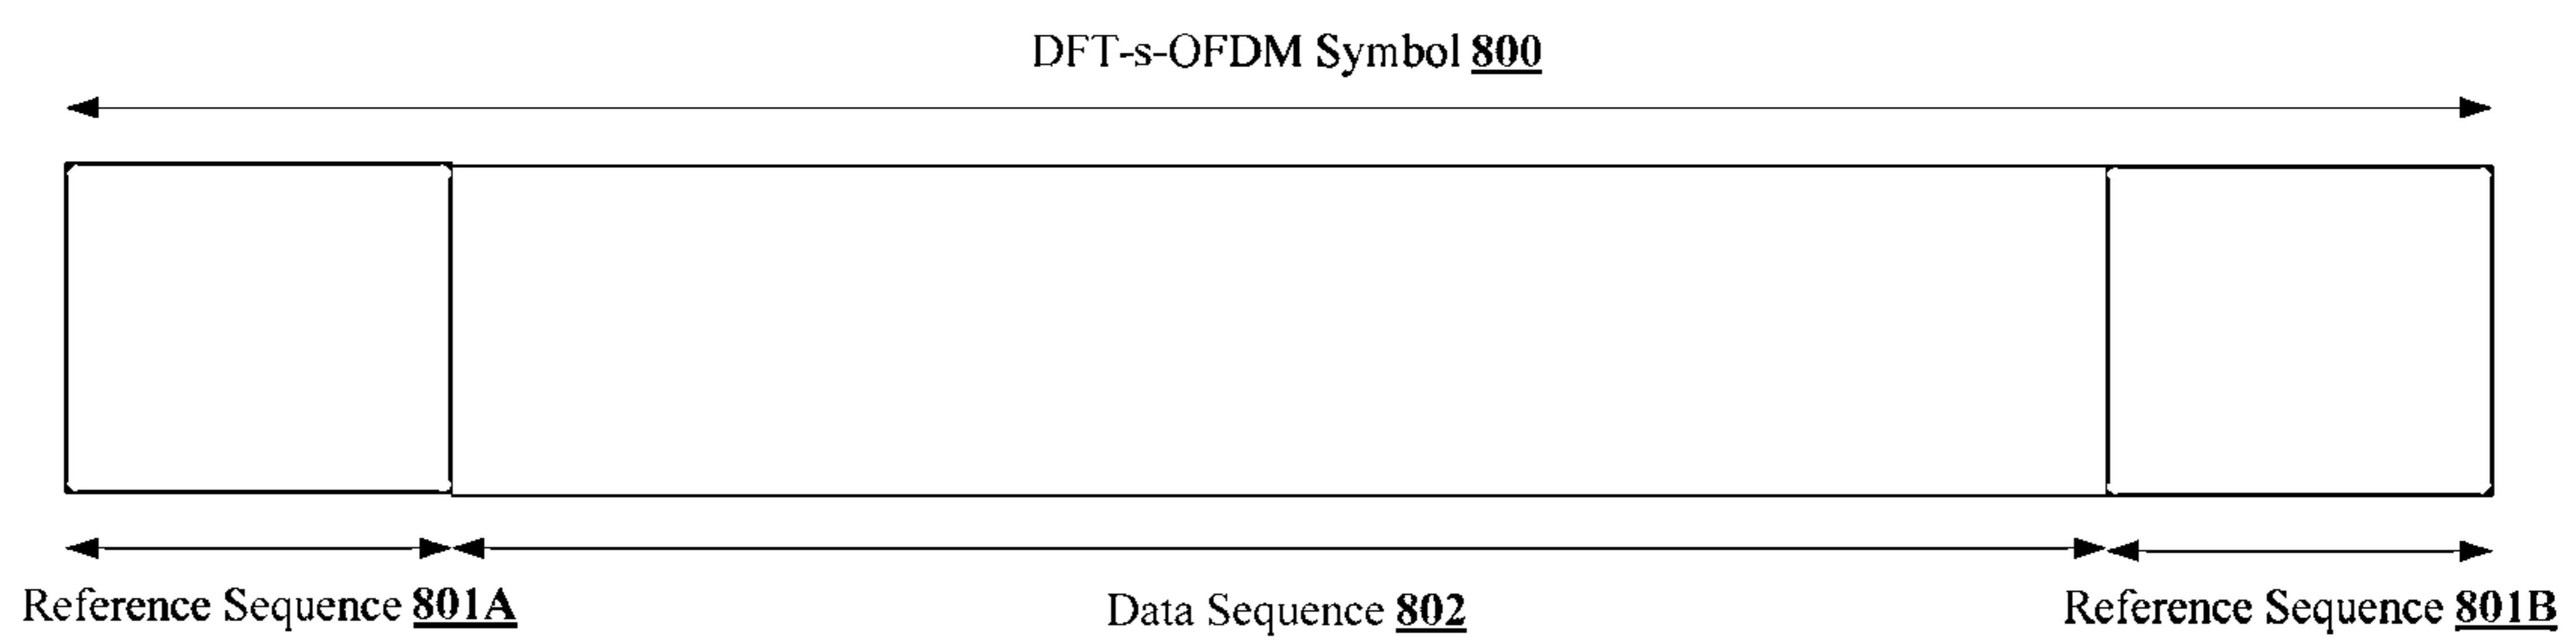 DFT-s-OFDM Symbol 800
Reference Sequence 801A
Data Sequence 802
Reference Sequence 801B